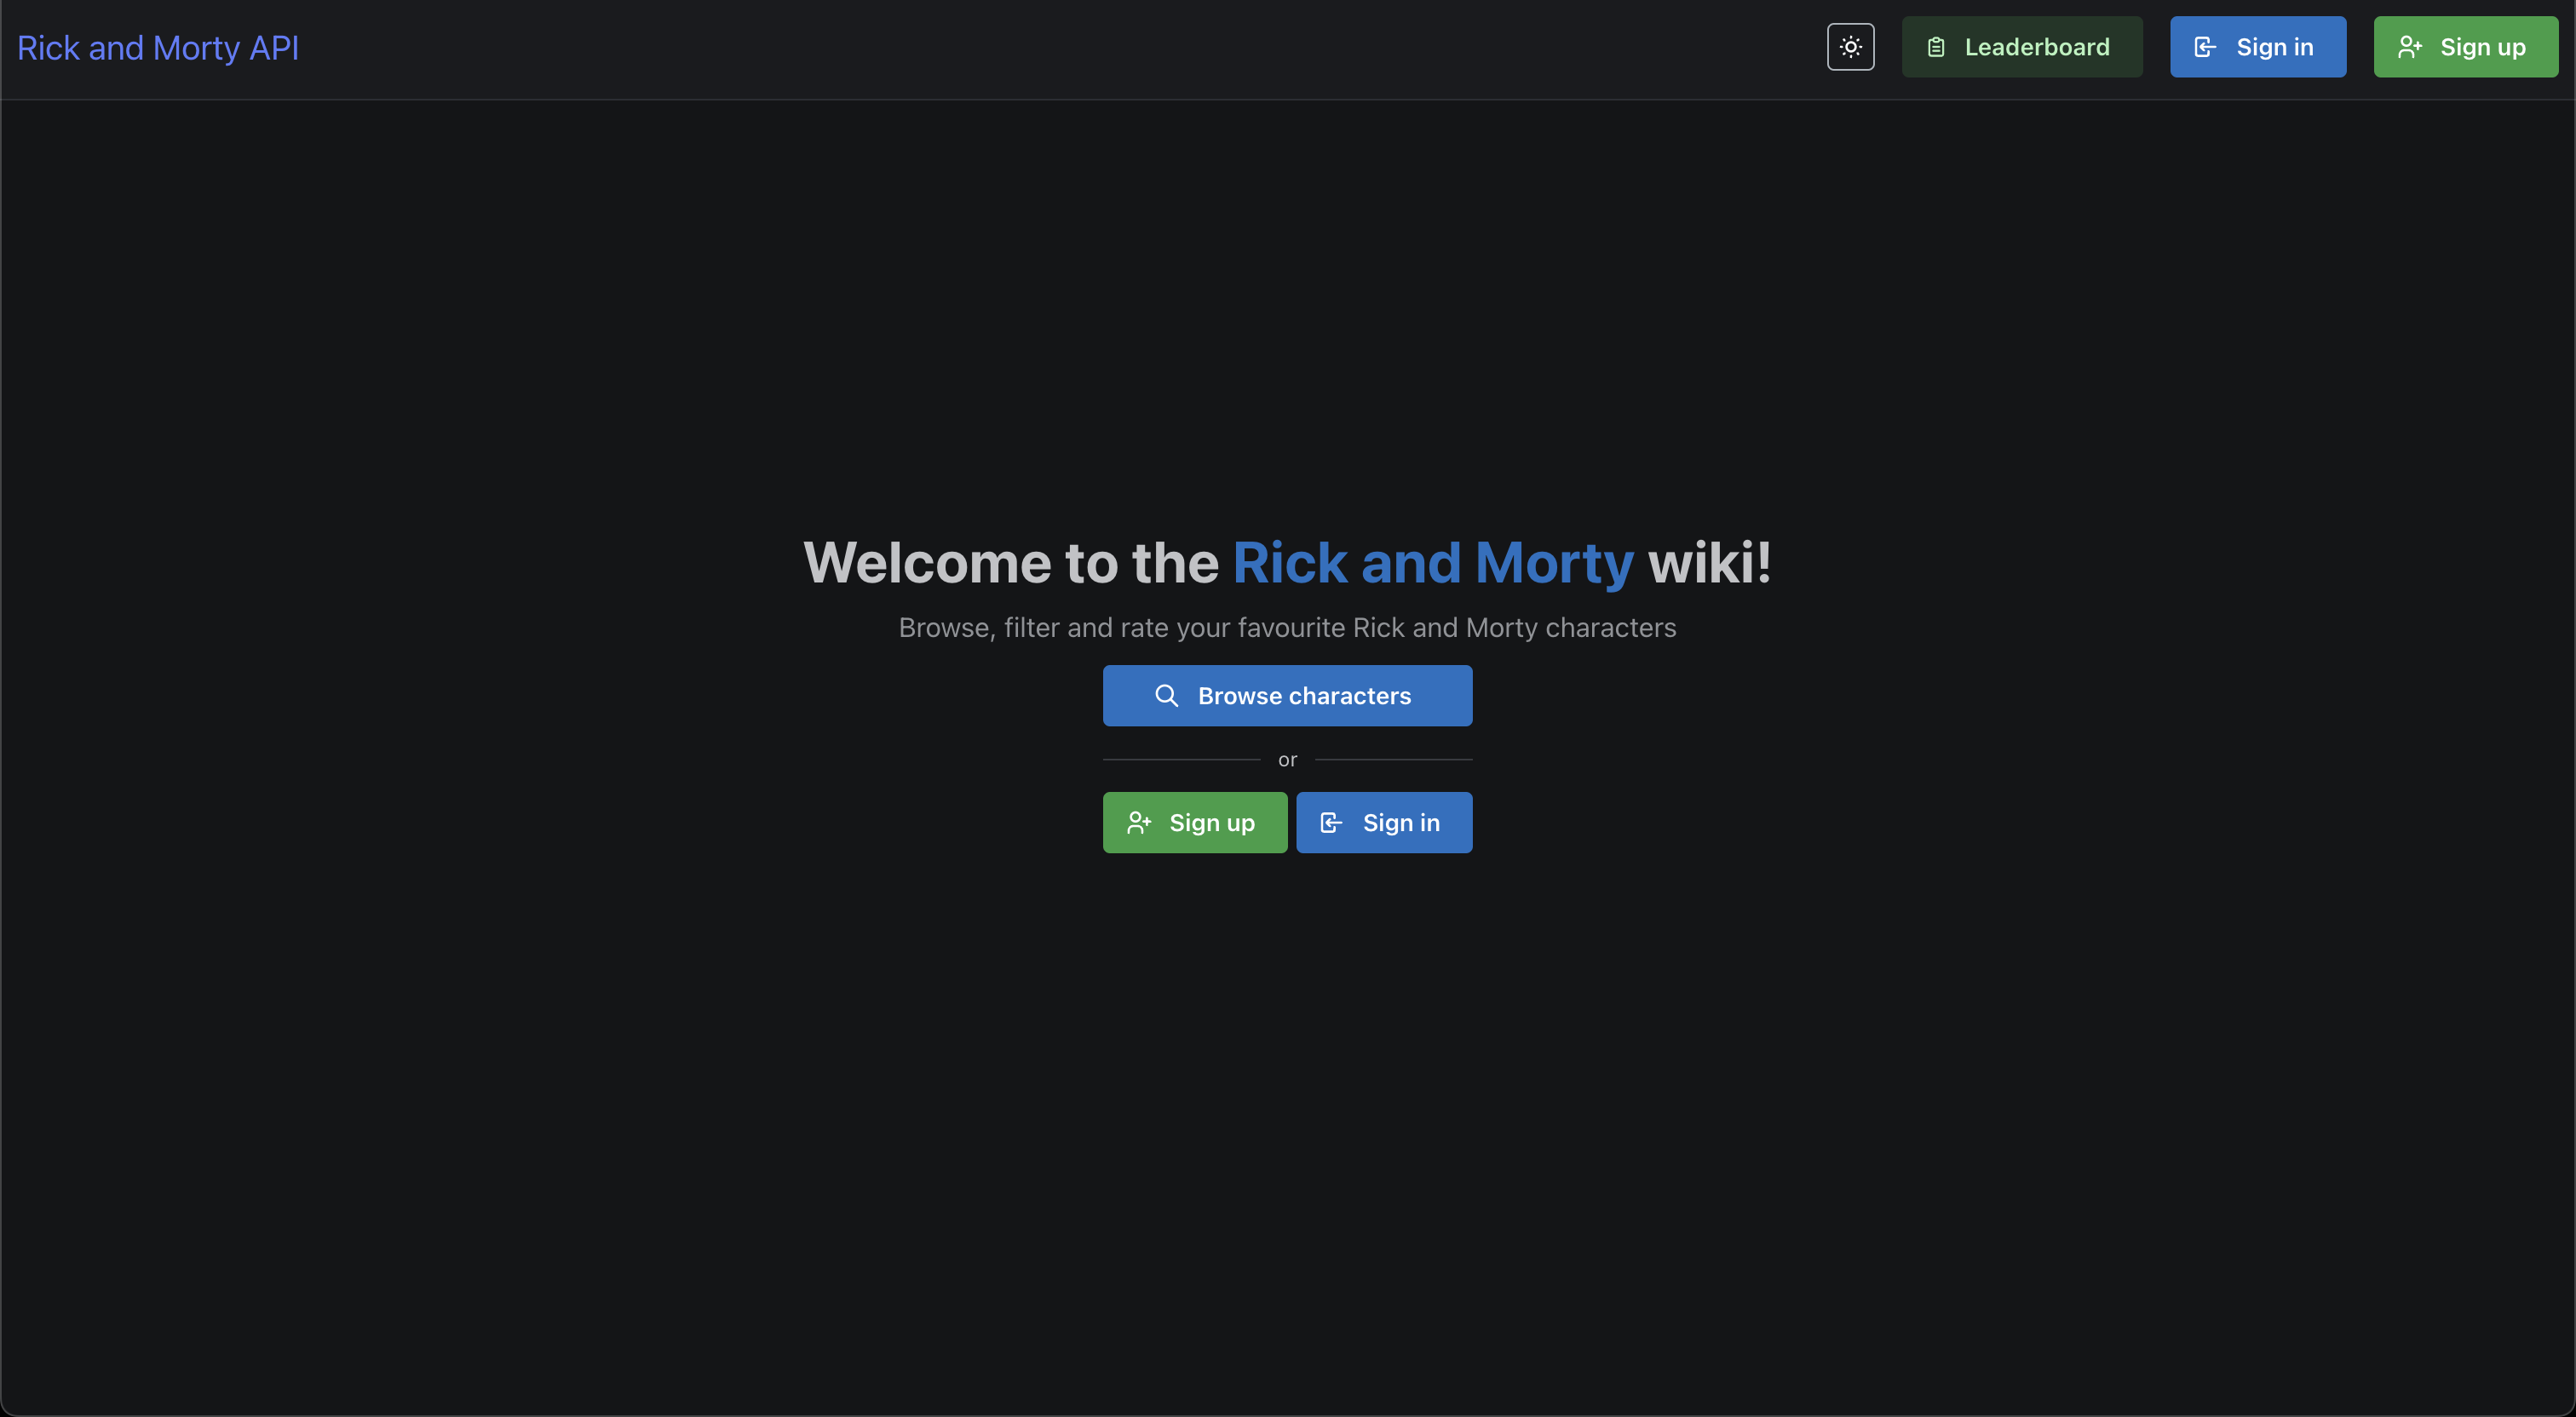 Rick and Morty API
Leaderboard
Sign in
Sign up
Welcome to the Rick and Morty wiki!
Browse, filter and rate your favourite Rick and Morty characters
Browse characters
or
Sign up
Sign in